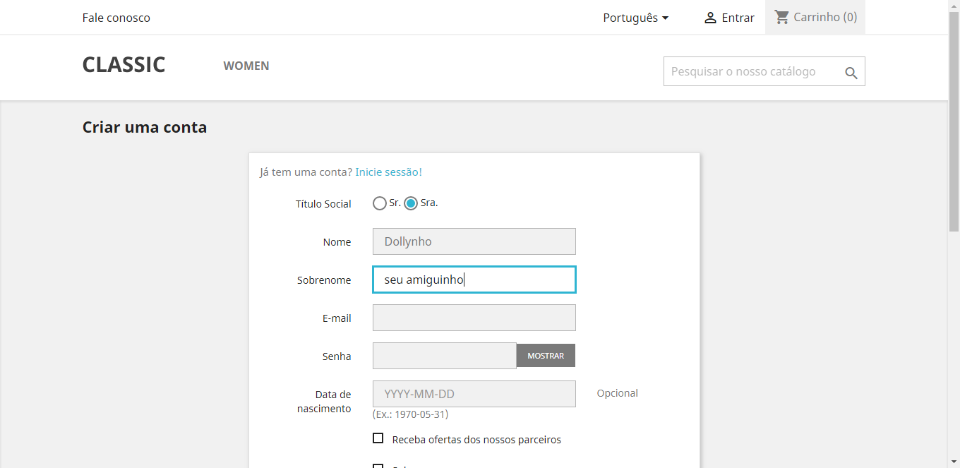 Fale conosco
Português
Entrar
Carrinho (0)
CLASSIC
WOMEN
Pesquisar o nosso catálogo
Criar uma conta
Já tem uma conta? Inicie sessão!
Título Social
Sr.
Sra.
Nome
Dollynho
Sobrenome
seu amiguinho
E-mail
Senha
MOSTRAR
Data de nascimento
YYYY-MM-DD
Opcional
(Ex.: 1970-05-31)
Receba ofertas dos nossos parceiros